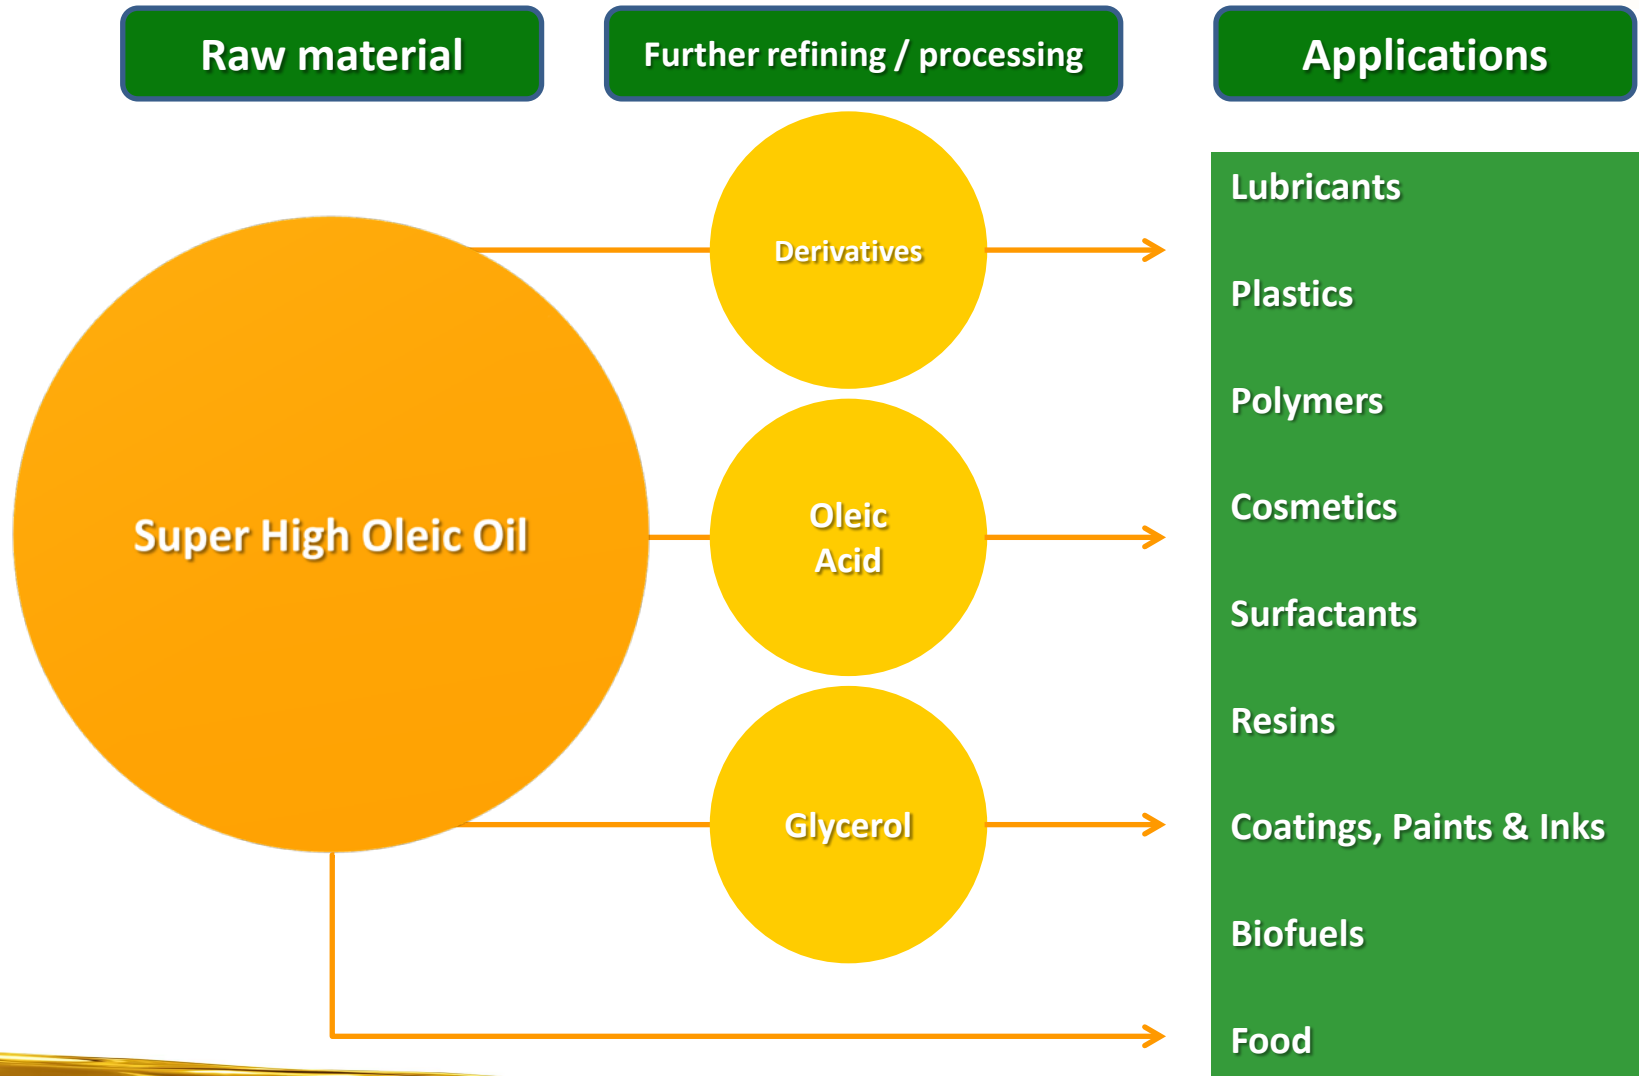 Raw material
Further refining / processing
Applications
Super High Oleic Oil
Derivatives
Oleic
Acid
Glycerol
Lubricants
Plastics
Polymers
Cosmetics
Surfactants
Resins
Coatings, Paints & Inks
Biofuels
Food